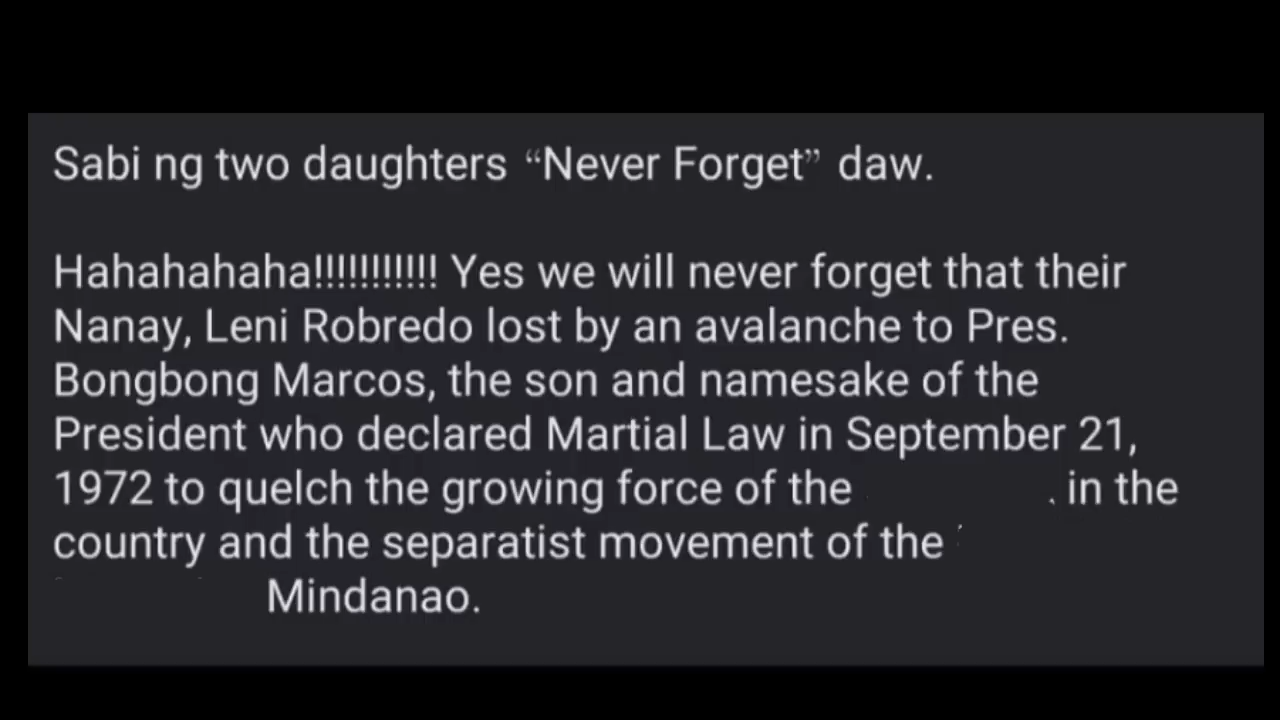 Sabi ng two daughters “Never Forget” daw.
Hahahahaha!!!!!!!!!!! Yes we will never forget that their
Nanay, Leni Robredo lost by an avalanche to Pres.
Bongbong Marcos, the son and namesake of the
President who declared Martial Law in September 21,
1972 to quelch the growing force of the in the
country and the separatist movement of the
Mindanao.